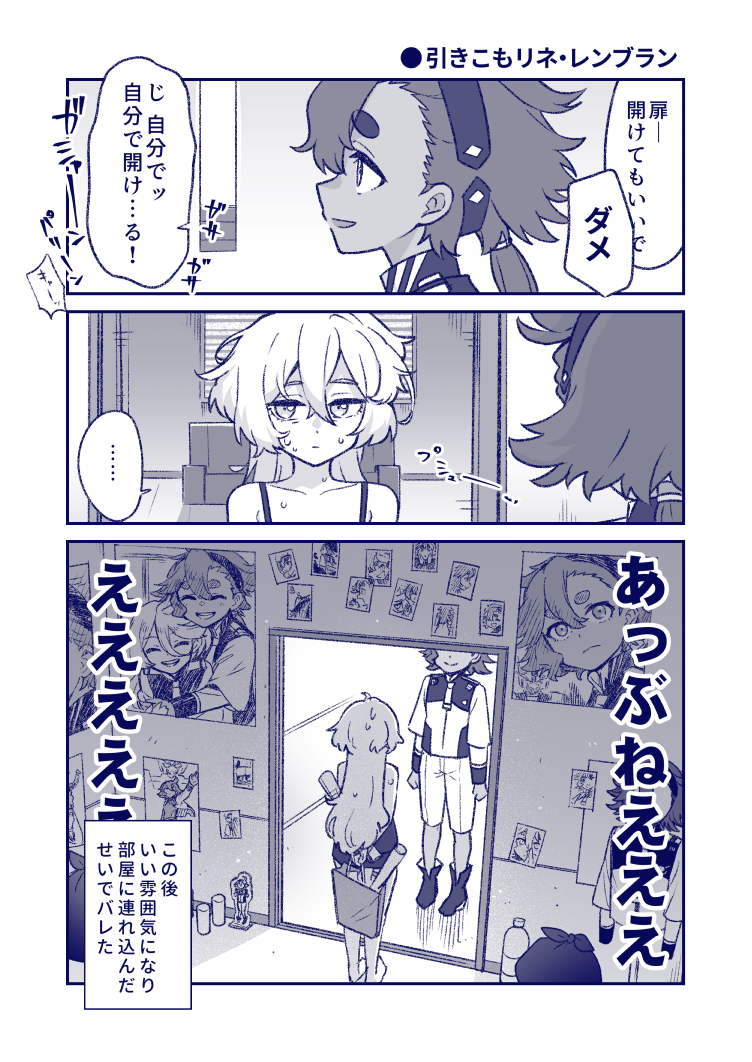 ●引きこもリネ・レンブラン
扉―
開けてもいいで
ダメ
じ 自分でッ
自分で開け…る！
ガシャーン
パリーン
キャーッ
ガサ
ガサ
……
プシューー…
あっぶねえええ
えええええ
この後
いい雰囲気になり
部屋に連れ込んだ
せいでバレた